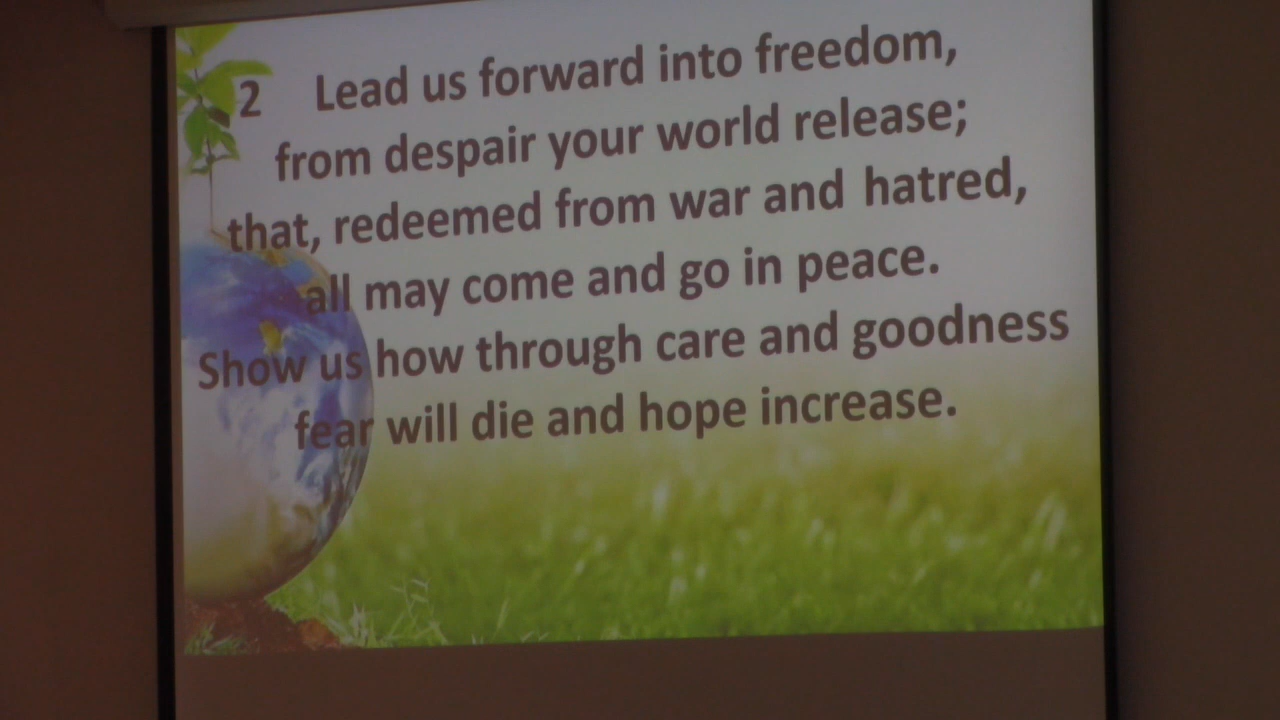 2 Lead us forward into freedom,
from despair your world release;
that, redeemed from war and hatred,
all may come and go in peace.
Show us how through care and goodness
fear will die and hope increase.